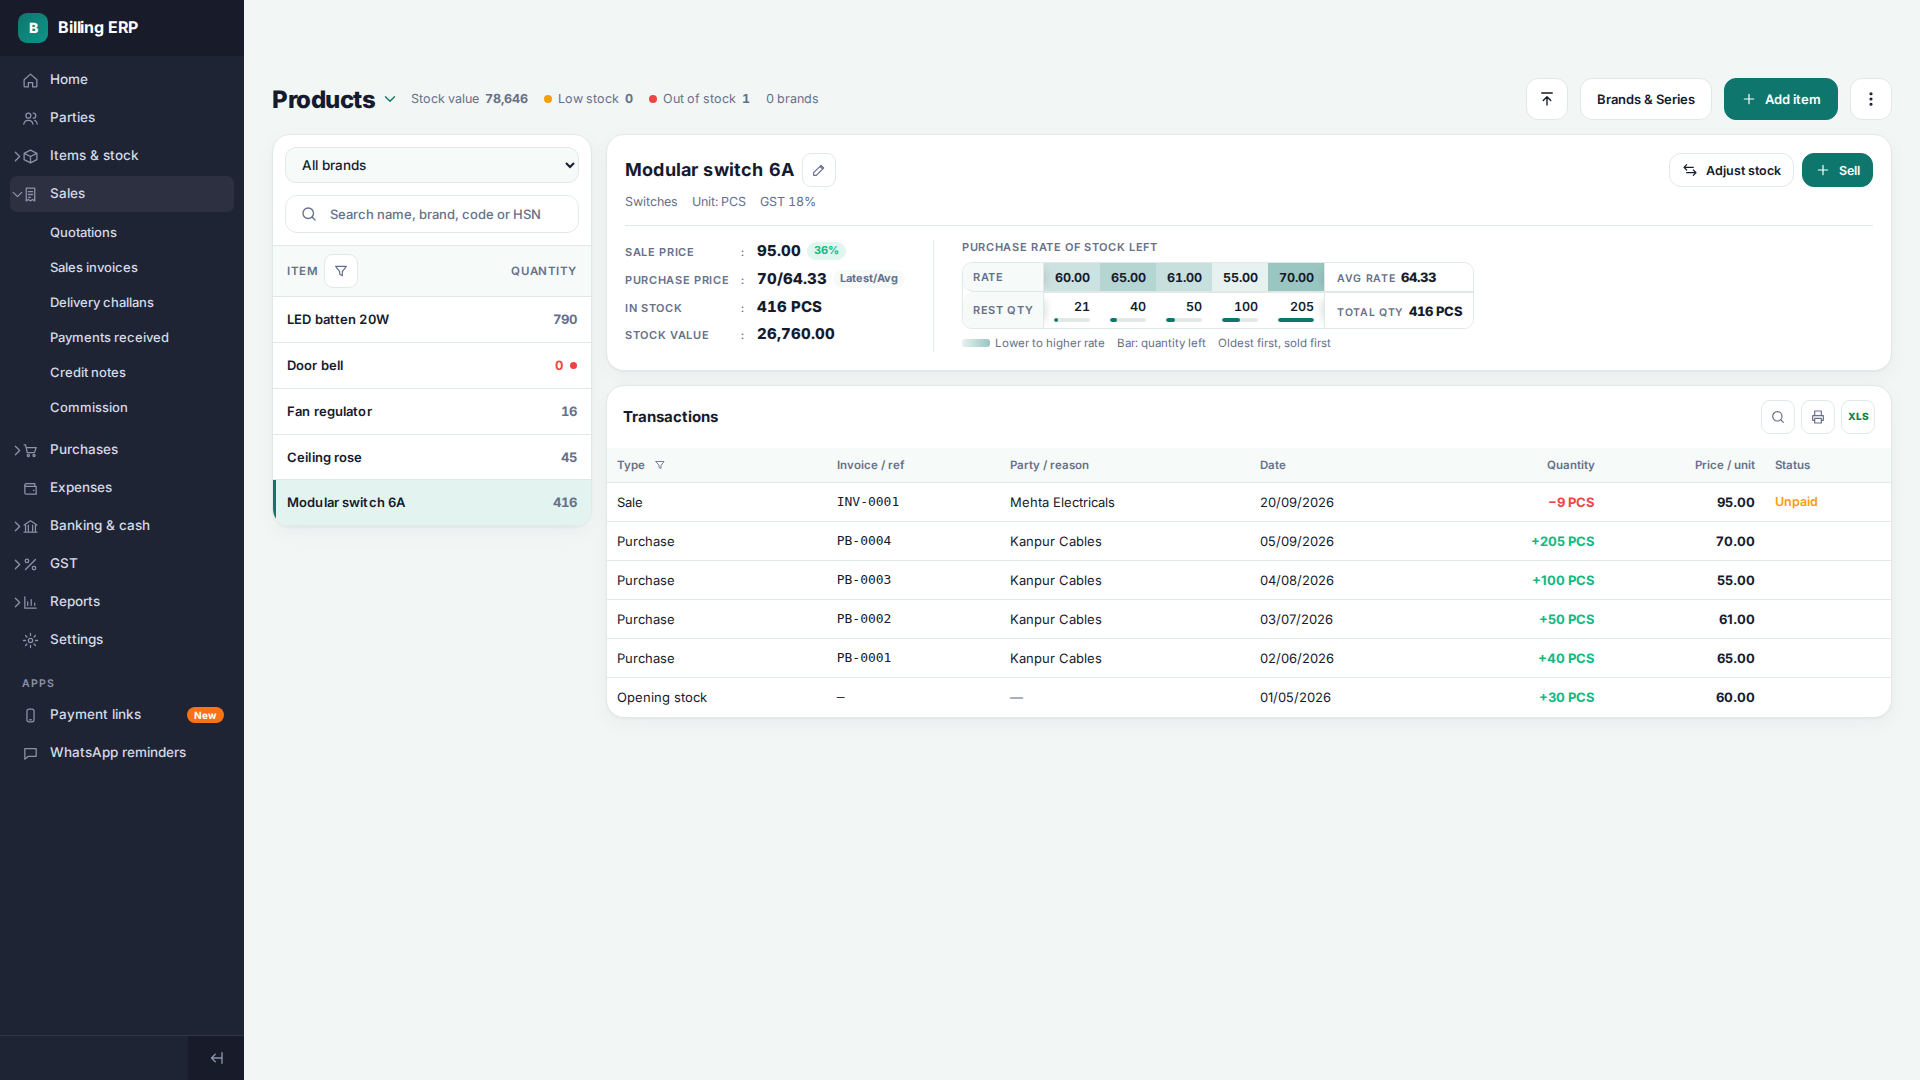 B Billing ERP
Home
Parties
Items & stock
Sales
Quotations
Sales invoices
Delivery challans
Payments received
Credit notes
Commission
Purchases
Expenses
Banking & cash
GST
Reports
Settings
APPS
Payment links New
WhatsApp reminders
Products Stock value 78,646 Low stock 0 Out of stock 1 0 brands
Brands & Series Add item
All brands
Search name, brand, code or HSN
ITEM QUANTITY
LED batten 20W 790
Door bell 0
Fan regulator 16
Ceiling rose 45
Modular switch 6A 416
Modular switch 6A
Adjust stock Sell
Switches Unit: PCS GST 18%
SALE PRICE : 95.00 36%
PURCHASE PRICE : 70/64.33 Latest/Avg
IN STOCK : 416 PCS
STOCK VALUE : 26,760.00
PURCHASE RATE OF STOCK LEFT
RATE 60.00 65.00 61.00 55.00 70.00 AVG RATE 64.33
REST QTY 21 40 50 100 205 TOTAL QTY 416 PCS
Lower to higher rate Bar: quantity left Oldest first, sold first
Transactions
XLS
Type Invoice / ref Party / reason Date Quantity Price / unit Status
Sale INV-0001 Mehta Electricals 20/09/2026 −9 PCS 95.00 Unpaid
Purchase PB-0004 Kanpur Cables 05/09/2026 +205 PCS 70.00
Purchase PB-0003 Kanpur Cables 04/08/2026 +100 PCS 55.00
Purchase PB-0002 Kanpur Cables 03/07/2026 +50 PCS 61.00
Purchase PB-0001 Kanpur Cables 02/06/2026 +40 PCS 65.00
Opening stock — — 01/05/2026 +30 PCS 60.00